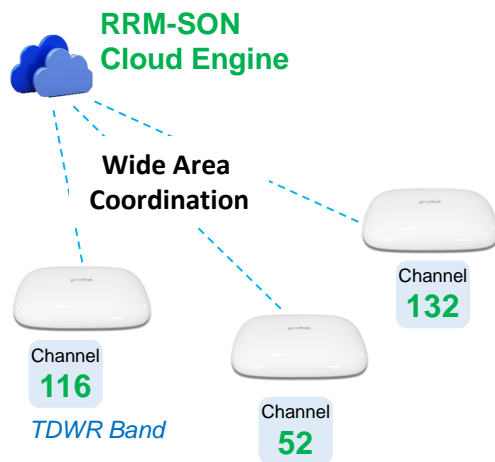 RRM-SON
Cloud Engine
Wide Area
Coordination
Channel
132
Channel
116
TDWR Band
Channel
52